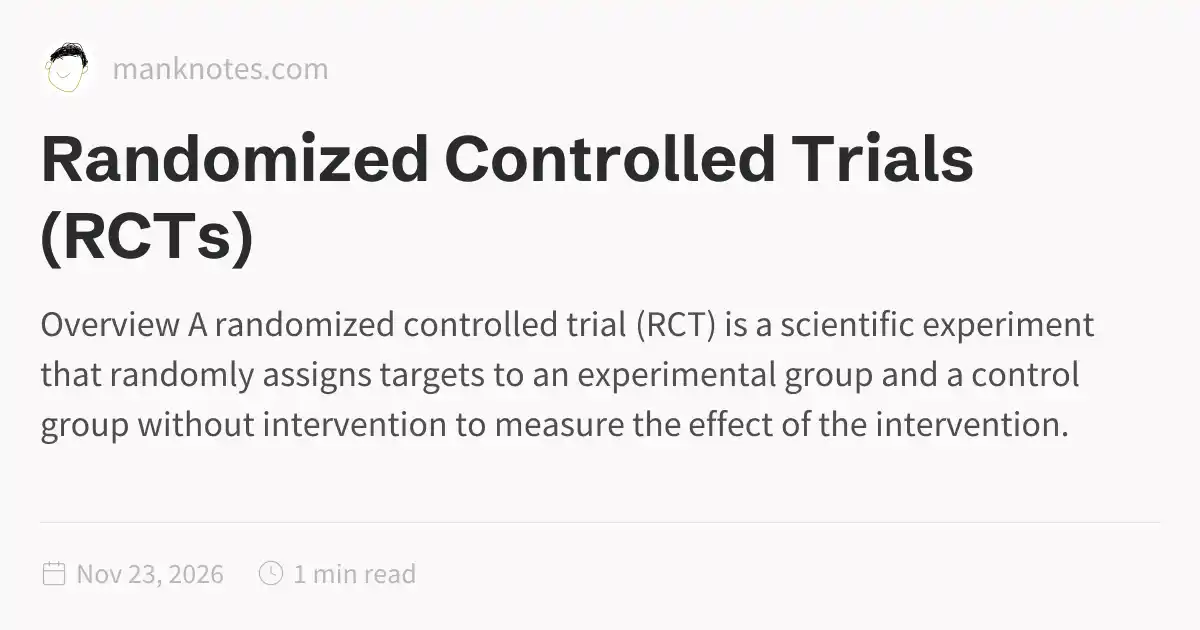 manknotes.com
Randomized Controlled Trials
(RCTs)
Overview A randomized controlled trial (RCT) is a scientific experiment
that randomly assigns targets to an experimental group and a control
group without intervention to measure the effect of the intervention.
Nov 23, 2026 1 min read